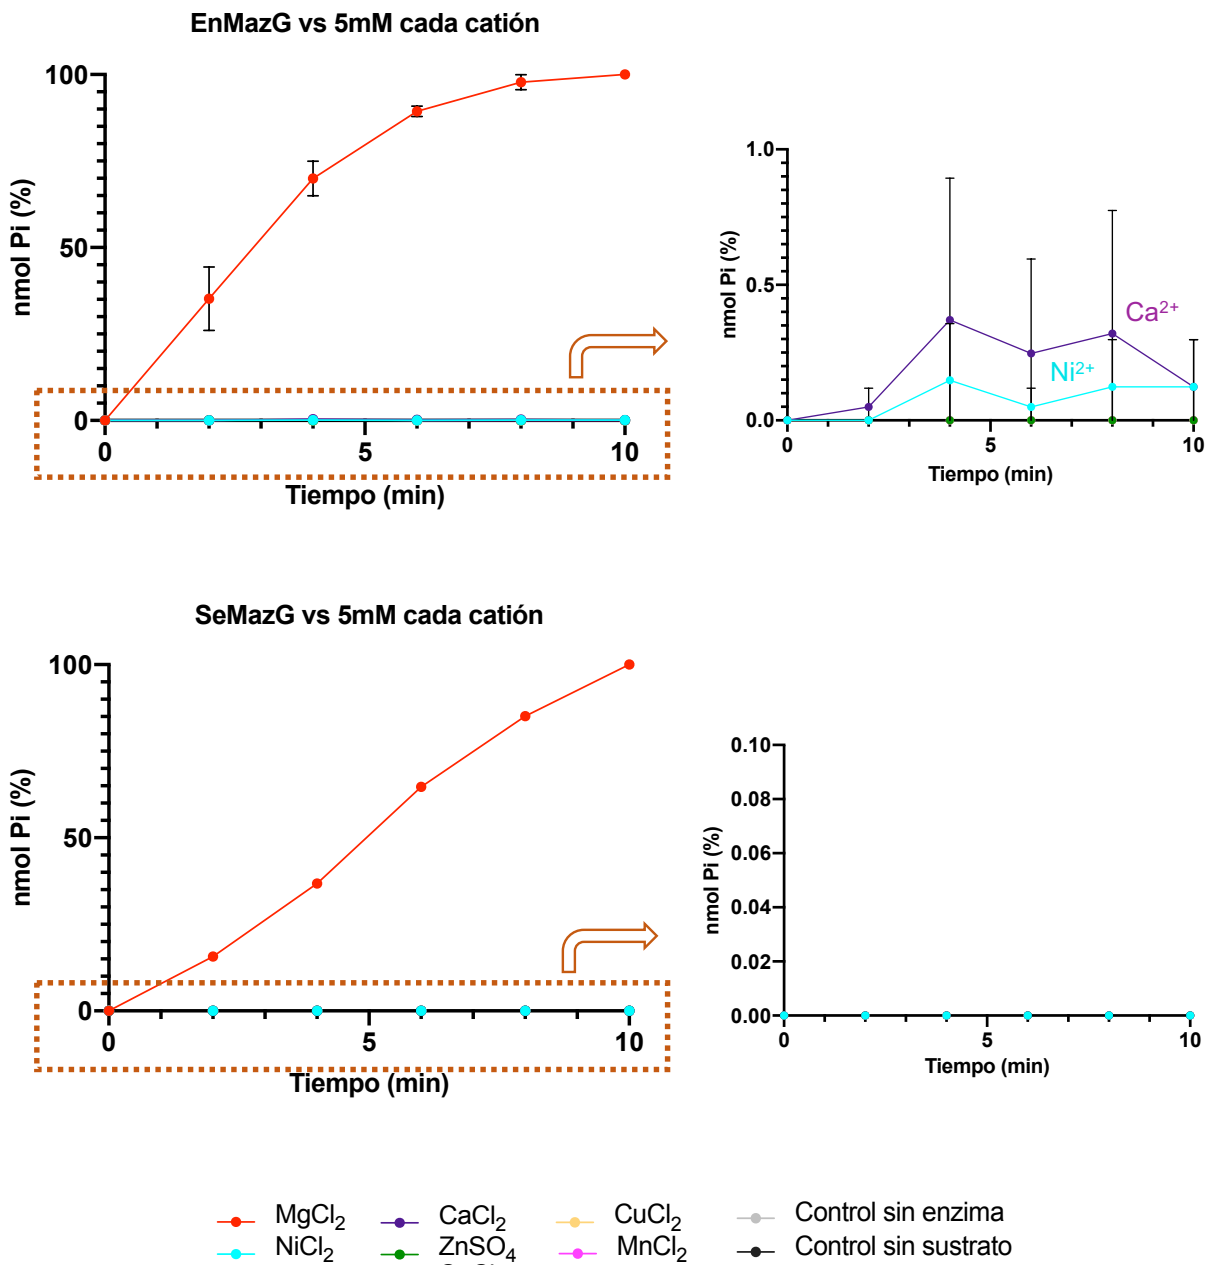 EnMazG vs 5mM cada catión
100
50
0
nmol Pi (%)
0 5 10
Tiempo (min)
1.0
0.5
0.0
nmol Pi (%)
Ca²⁺
Ni²⁺
0 5 10
Tiempo (min)
SeMazG vs 5mM cada catión
100
50
0
nmol Pi (%)
0 5 10
Tiempo (min)
0.10
0.08
0.06
0.04
0.02
0.00
nmol Pi (%)
0 5 10
Tiempo (min)
MgCl₂ CaCl₂ CuCl₂ Control sin enzima
NiCl₂ ZnSO₄ MnCl₂ Control sin sustrato